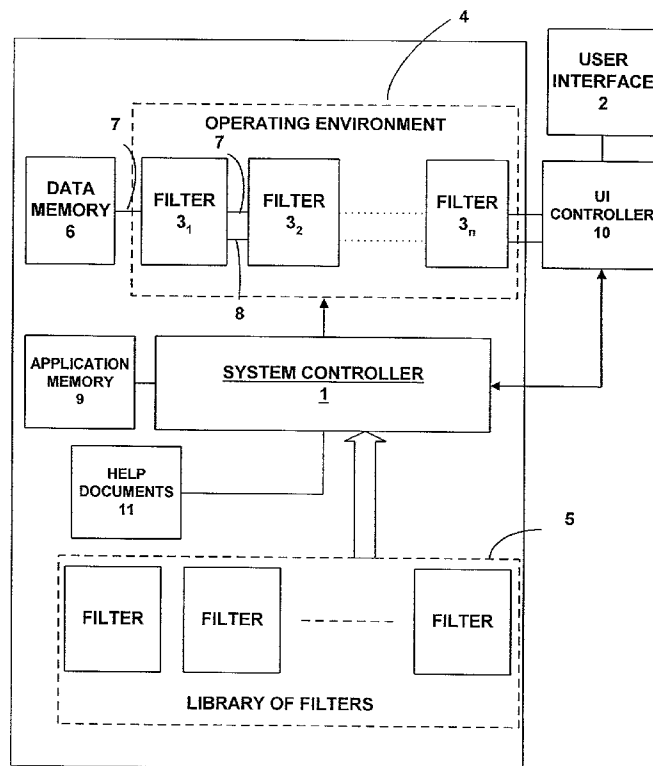 4
USER
INTERFACE
2
OPERATING ENVIRONMENT
7
7
DATA
MEMORY
6
FILTER
3₁
FILTER
3₂
FILTER
3ₙ
UI
CONTROLLER
10
8
APPLICATION
MEMORY
9
SYSTEM CONTROLLER
1
HELP
DOCUMENTS
11
5
FILTER
FILTER
FILTER
LIBRARY OF FILTERS